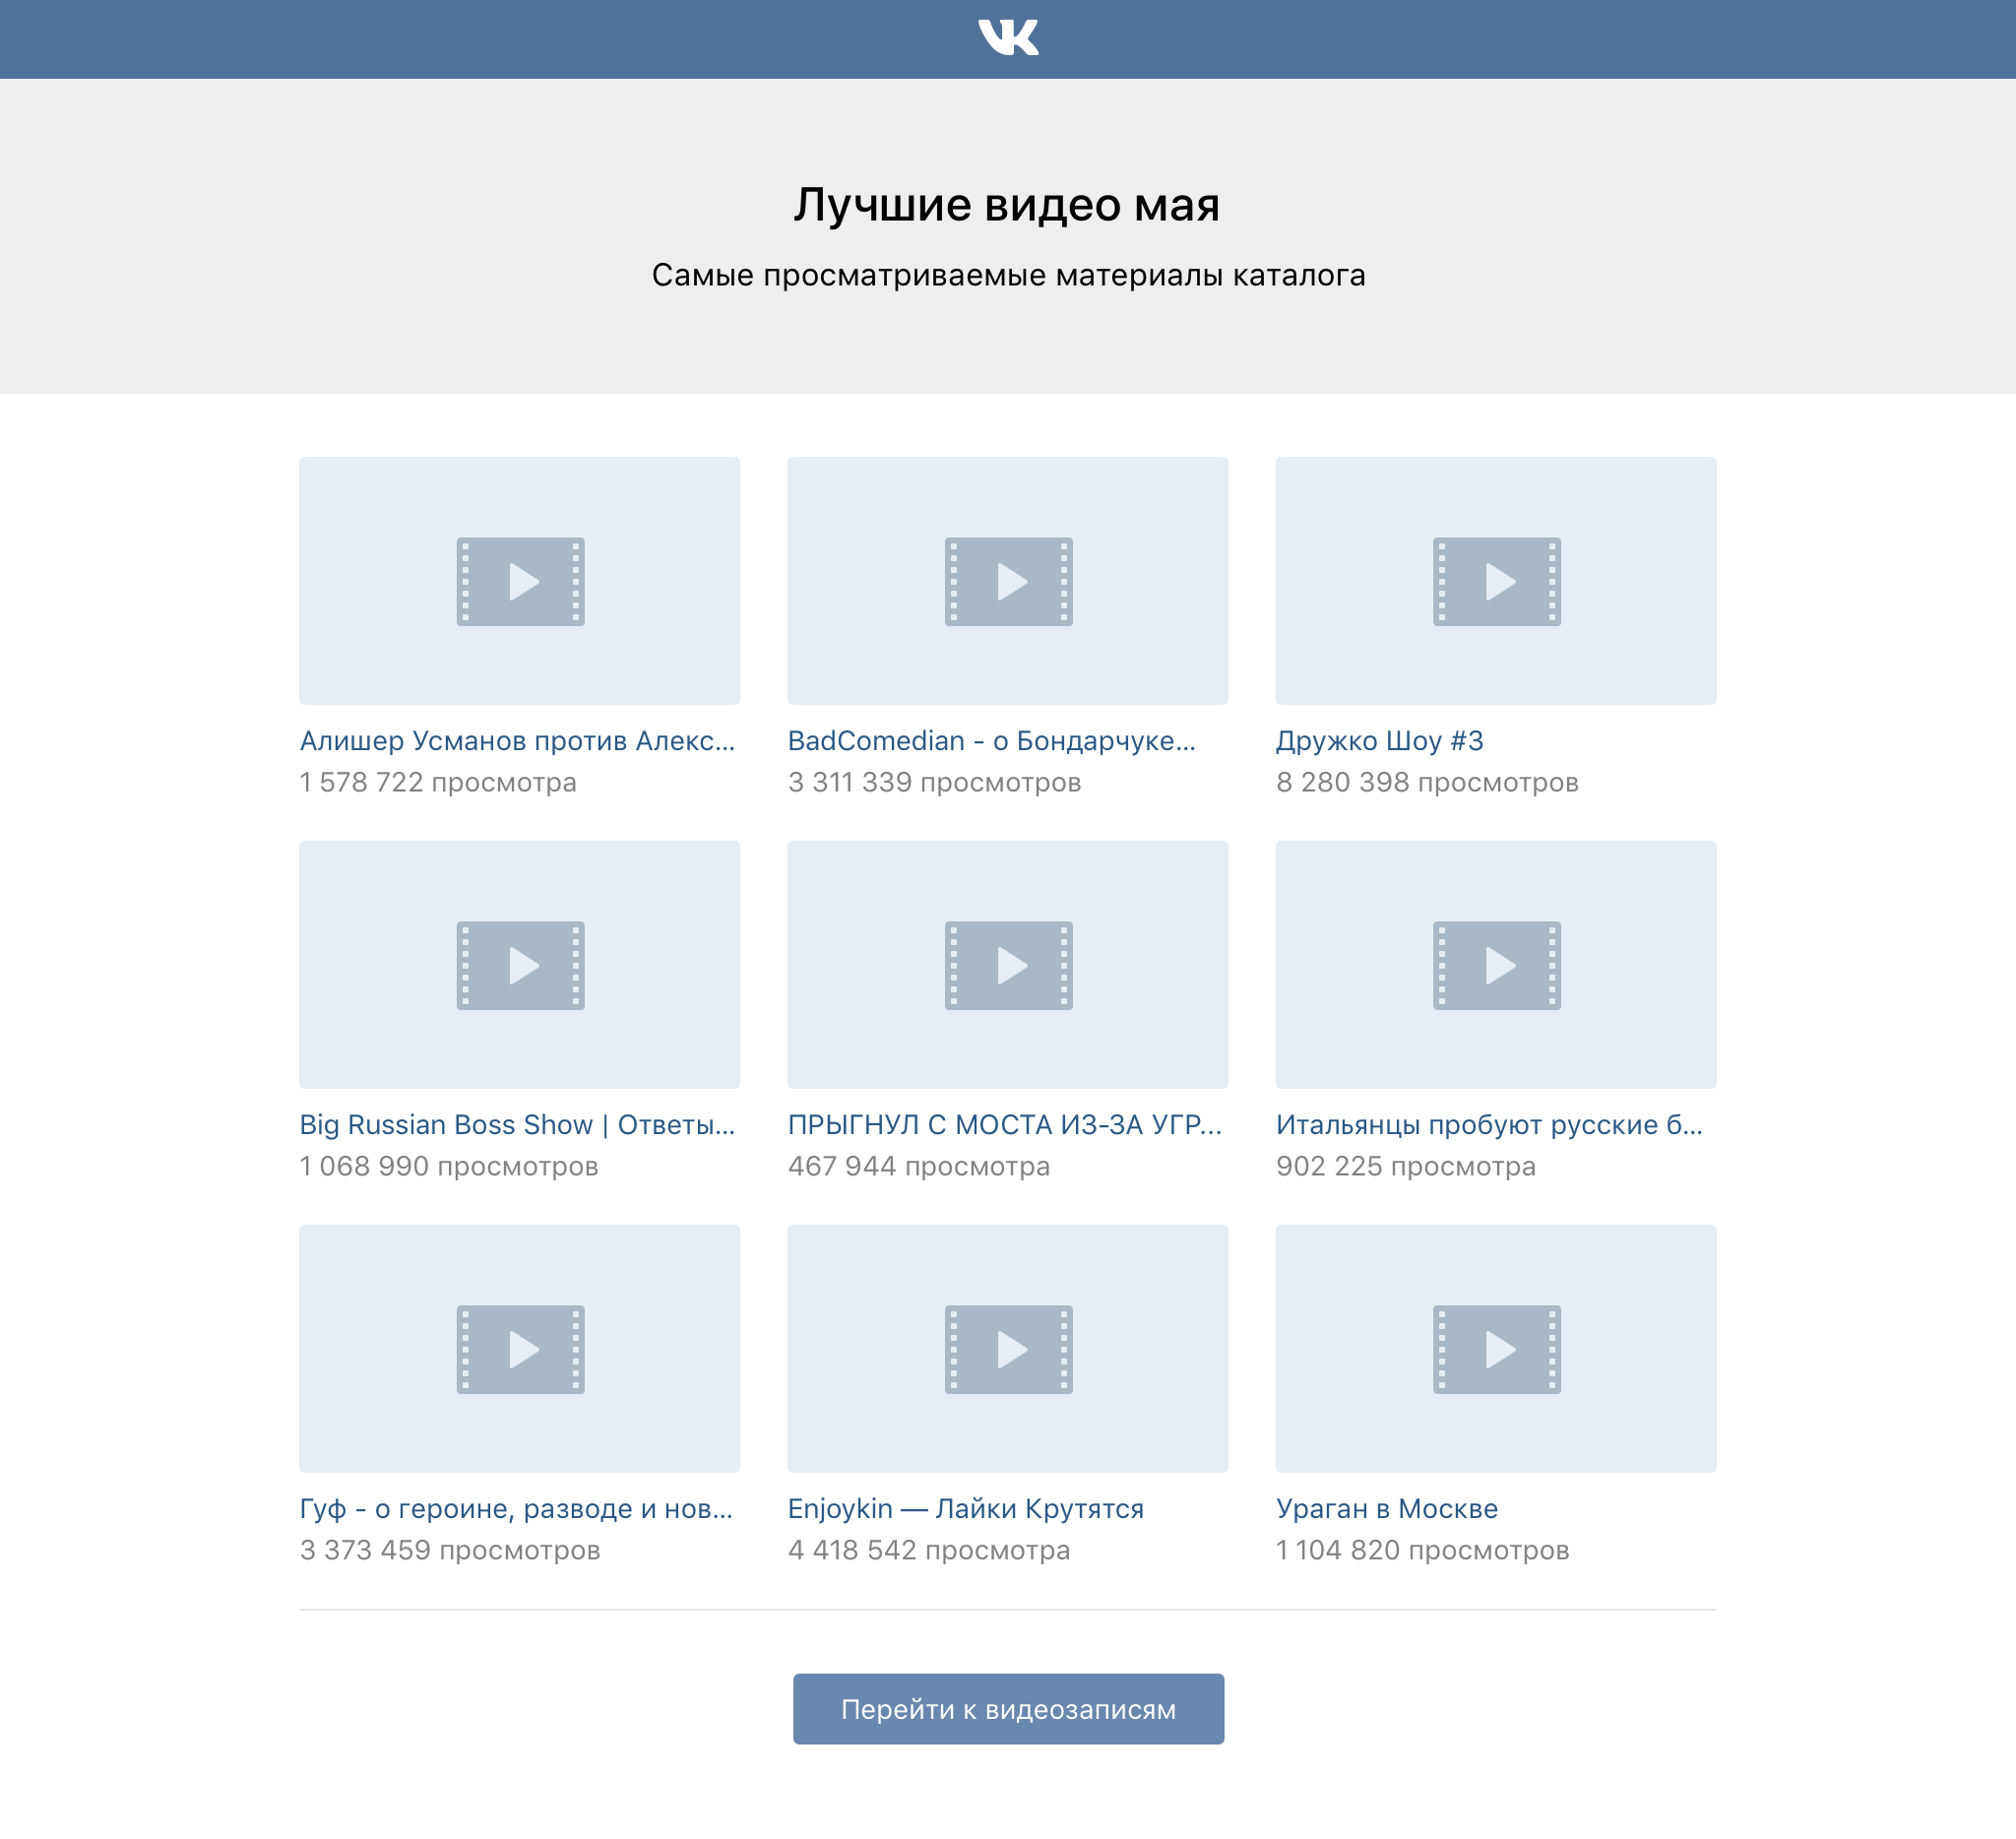 VK
Лучшие видео мая
Самые просматриваемые материалы каталога
Алишер Усманов против Алекс...
1 578 722 просмотра
BadComedian - о Бондарчуке...
3 311 339 просмотров
Дружко Шоу #3
8 280 398 просмотров
Big Russian Boss Show | Ответы...
1 068 990 просмотров
ПРЫГНУЛ С МОСТА ИЗ-ЗА УГР...
467 944 просмотра
Итальянцы пробуют русские б...
902 225 просмотра
Гуф - о героине, разводе и нов...
3 373 459 просмотров
Enjoykin — Лайки Крутятся
4 418 542 просмотра
Ураган в Москве
1 104 820 просмотров
Перейти к видеозаписям